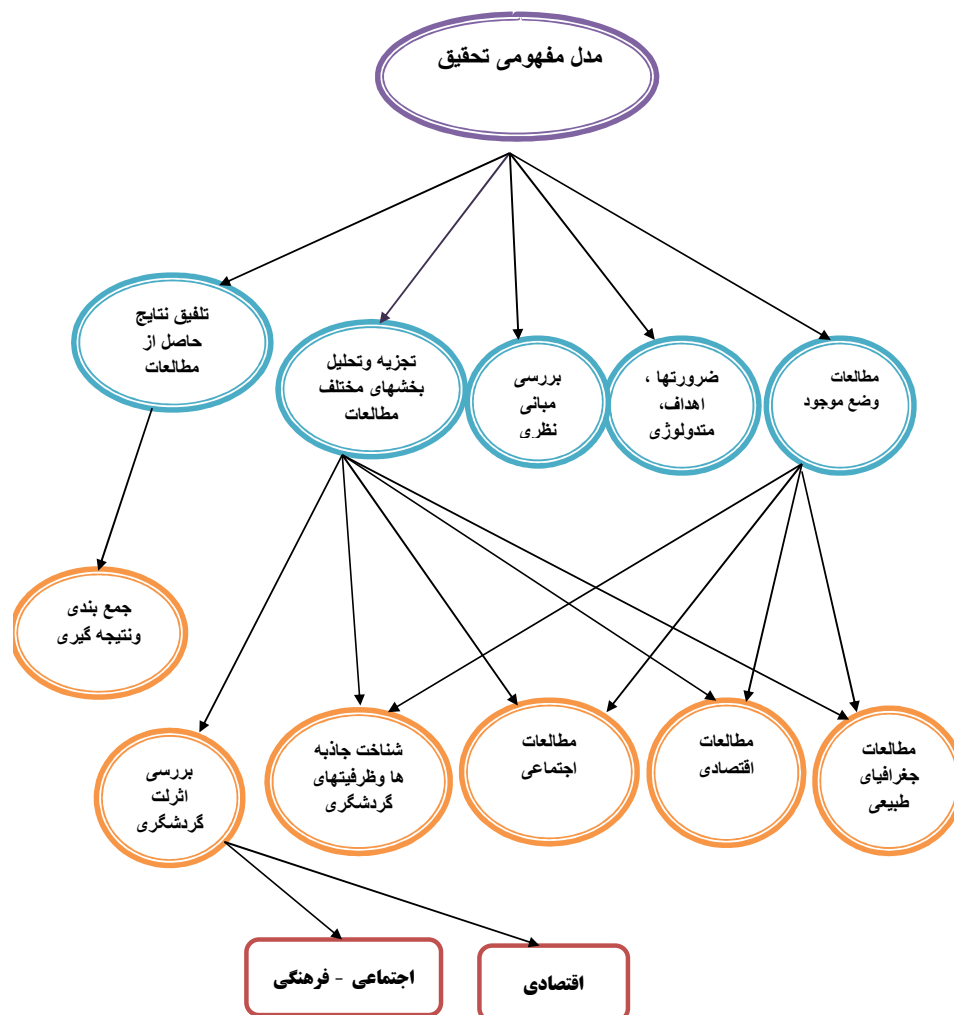 مدل مفهومی تحقیق
مطالعات
وضع موجود
ضرورتها ،
اهداف،
متدولوژی
بررسی
مبانی
نظری
تجزیه وتحلیل
بخشهای مختلف
مطالعات
تلفیق نتایج
حاصل از
مطالعات
جمع بندی
ونتیجه گیری
مطالعات
جغرافیای
طبیعی
مطالعات
اقتصادی
مطالعات
اجتماعی
شناخت جاذبه
ها وظرفیتهای
گردشگری
بررسی
اثرلت
گردشگری
اقتصادی
اجتماعی - فرهنگی